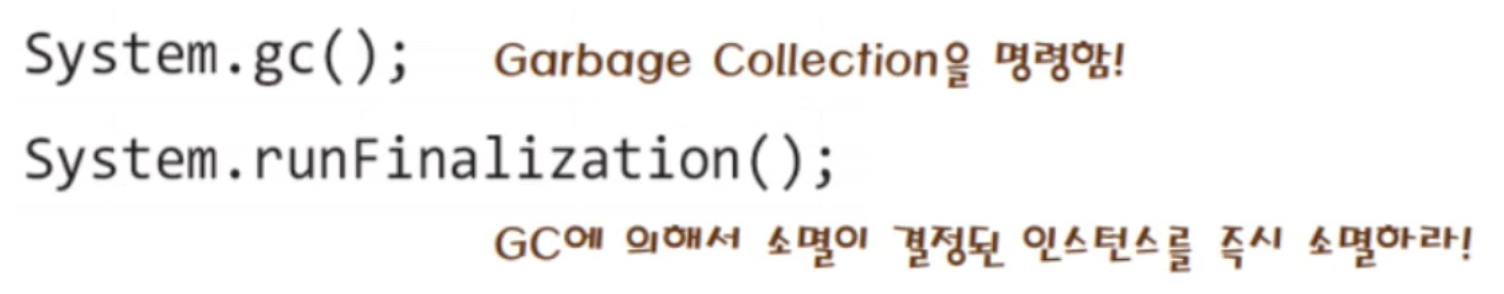 System.gc(); Garbage Collection을 명령함!
System.runFinalization();
GC에 의해서 소멸이 결정된 인스턴스를 즉시 소멸하라!